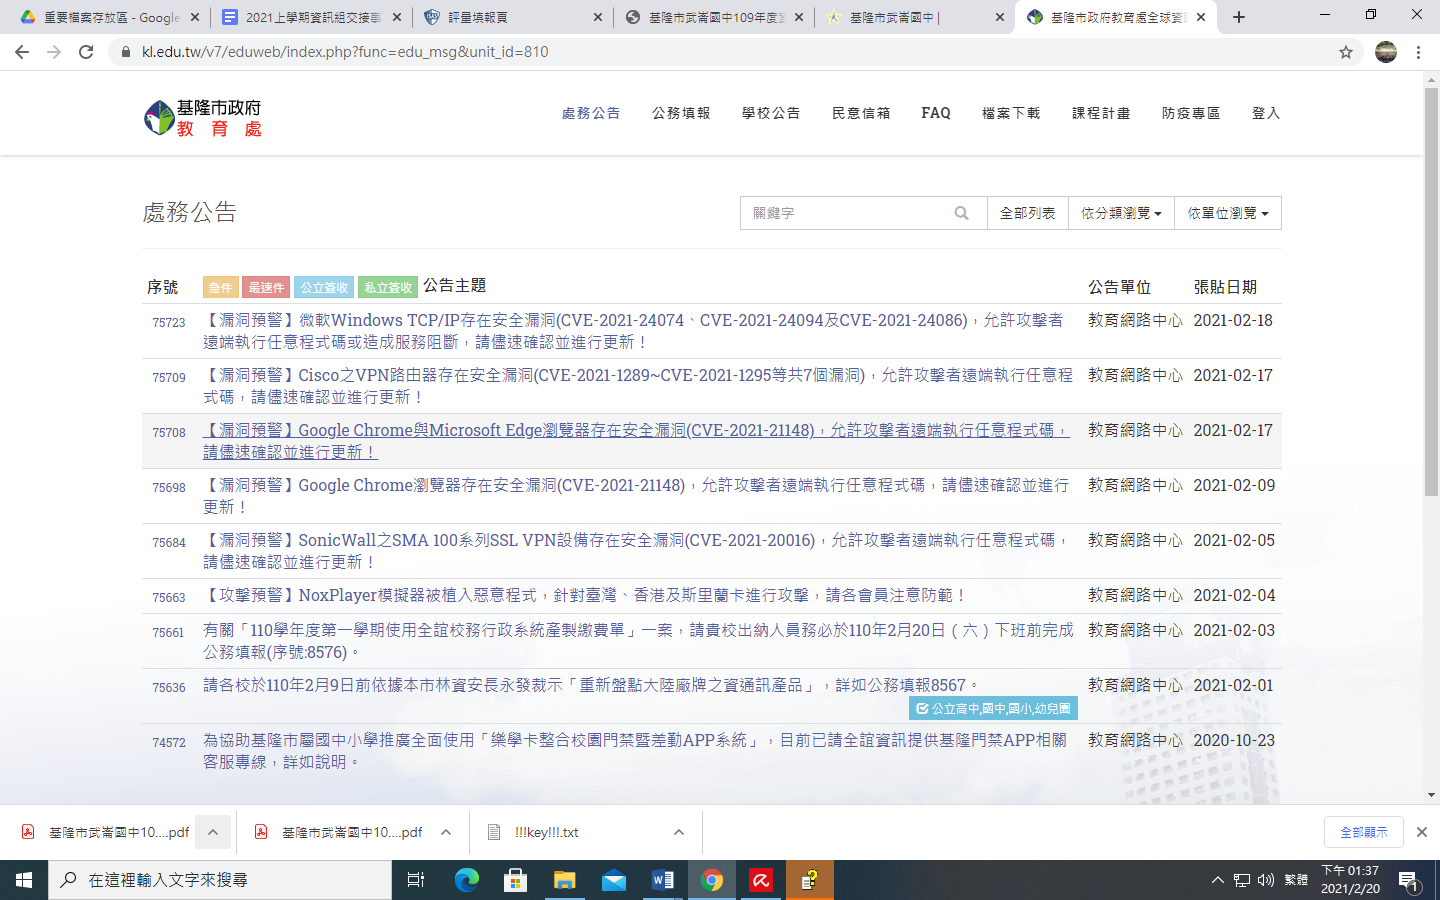 重要檔案存放區 - Google
2021上學期資訊組交接事
評量填報頁
基隆市武崙國中109年度資
基隆市武崙國中 |
基隆市政府教育處全球資訊
kl.edu.tw/v7/eduweb/index.php?func=edu_msg&unit_id=810
基隆市政府
教 育 處
處務公告 公務填報 學校公告 民意信箱 FAQ 檔案下載 課程計畫 防疫專區 登入
處務公告
關鍵字 全部列表 依分類瀏覽 依單位瀏覽
序號 急件 最速件 公立簽收 私立簽收 公告主題 公告單位 張貼日期
75723 【漏洞預警】微軟Windows TCP/IP存在安全漏洞(CVE-2021-24074、CVE-2021-24094及CVE-2021-24086)，允許攻擊者 教育網路中心 2021-02-18
遠端執行任意程式碼或造成服務阻斷，請儘速確認並進行更新！
75709 【漏洞預警】Cisco之VPN路由器存在安全漏洞(CVE-2021-1289~CVE-2021-1295等共7個漏洞)，允許攻擊者遠端執行任意程 教育網路中心 2021-02-17
式碼，請儘速確認並進行更新！
75708 【漏洞預警】Google Chrome與Microsoft Edge瀏覽器存在安全漏洞(CVE-2021-21148)，允許攻擊者遠端執行任意程式碼， 教育網路中心 2021-02-17
請儘速確認並進行更新！
75698 【漏洞預警】Google Chrome瀏覽器存在安全漏洞(CVE-2021-21148)，允許攻擊者遠端執行任意程式碼，請儘速確認並進行 教育網路中心 2021-02-09
更新！
75684 【漏洞預警】SonicWall之SMA 100系列SSL VPN設備存在安全漏洞(CVE-2021-20016)，允許攻擊者遠端執行任意程式碼， 教育網路中心 2021-02-05
請儘速確認並進行更新！
75663 【攻擊預警】NoxPlayer模擬器被植入惡意程式，針對臺灣、香港及斯里蘭卡進行攻擊，請各會員注意防範！ 教育網路中心 2021-02-04
75661 有關「110學年度第一學期使用全誼校務行政系統產製繳費單」一案，請貴校出納人員務必於110年2月20日（六）下班前完成 教育網路中心 2021-02-03
公務填報(序號:8576)。
75636 請各校於110年2月9日前依據本市林資安長永發裁示「重新盤點大陸廠牌之資通訊產品」，詳如公務填報8567。 教育網路中心 2021-02-01
公立高中,國中,國小,幼兒園
74572 為協助基隆市屬國中小學推廣全面使用「樂學卡整合校園門禁暨差勤APP系統」，目前已請全誼資訊提供基隆門禁APP相關 教育網路中心 2020-10-23
客服專線，詳如說明。
基隆市武崙國中10....pdf
基隆市武崙國中10....pdf
!!!key!!!.txt
全部顯示
在這裡輸入文字來搜尋
繁體
下午 01:37
2021/2/20
1